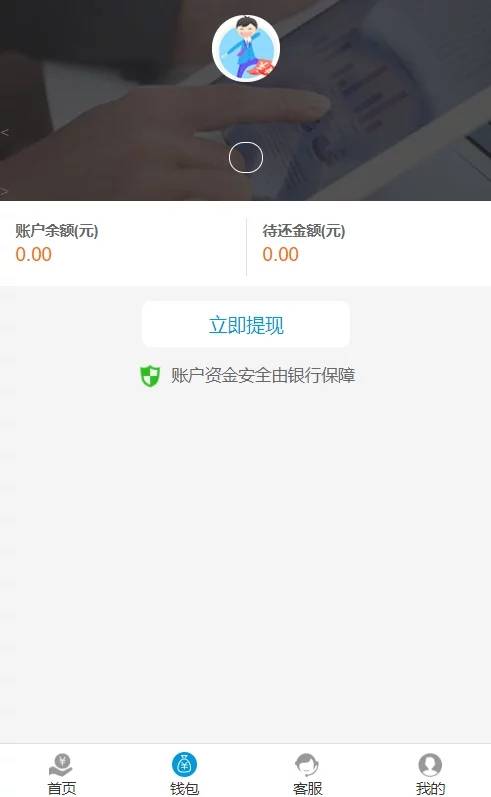 <
>
账户余额(元)
待还金额(元)
0.00
0.00
立即提现
账户资金安全由银行保障
首页
钱包
客服
我的